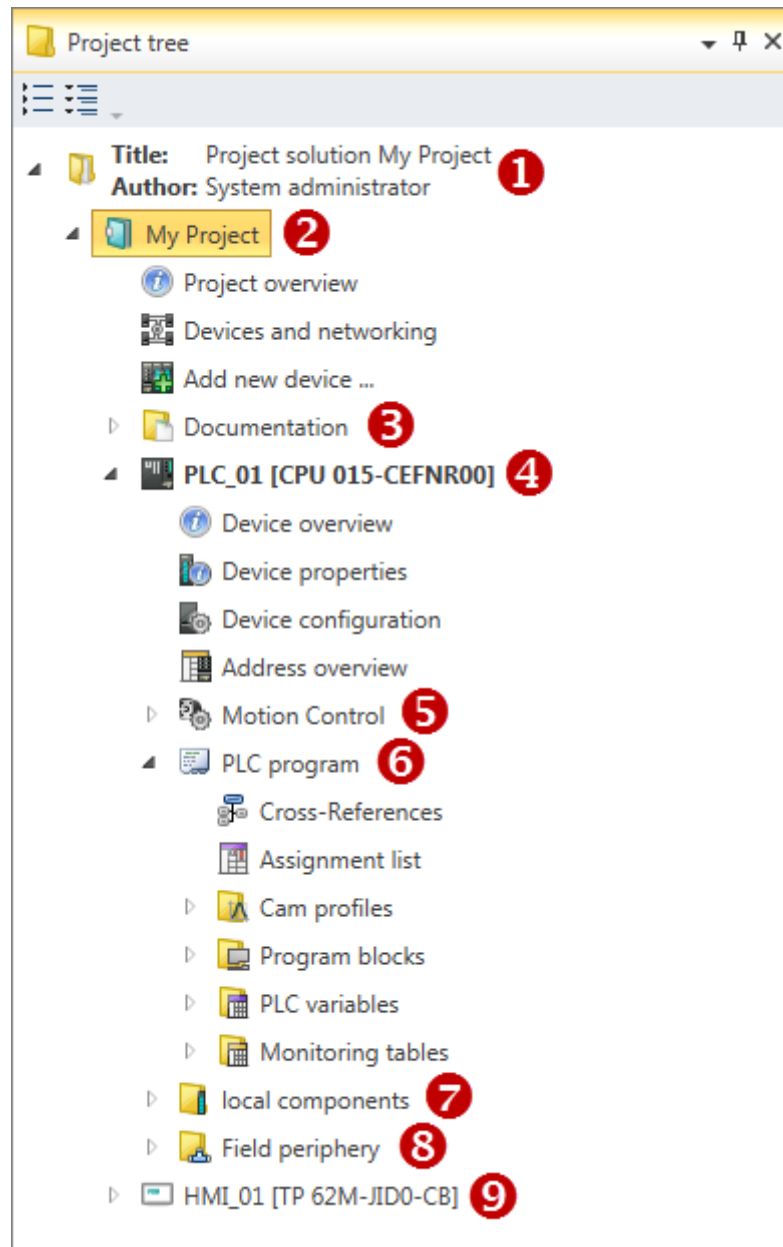 Project tree
Title: Project solution My Project
Author: System administrator
1
My Project 2
Project overview
Devices and networking
Add new device ...
Documentation 3
PLC_01 [CPU 015-CEFNR00] 4
Device overview
Device properties
Device configuration
Address overview
Motion Control 5
PLC program 6
Cross-References
Assignment list
Cam profiles
Program blocks
PLC variables
Monitoring tables
local components 7
Field periphery 8
HMI_01 [TP 62M-JID0-CB] 9